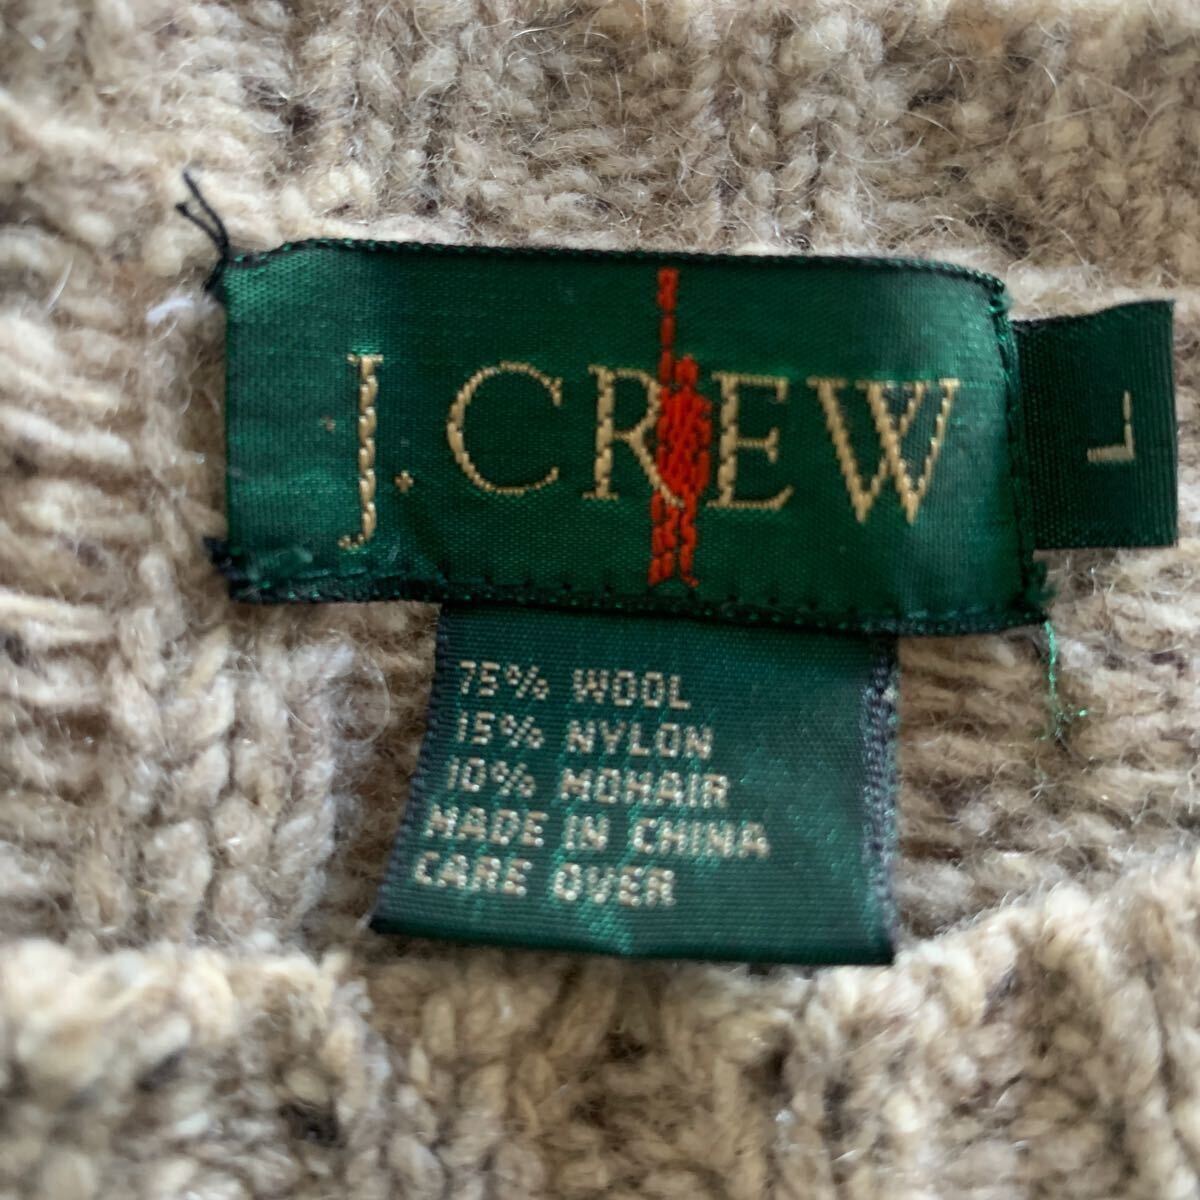 J. CREW
L
75% WOOL
15% NYLON
10% MOHAIR
MADE IN CHINA
CARE OVER